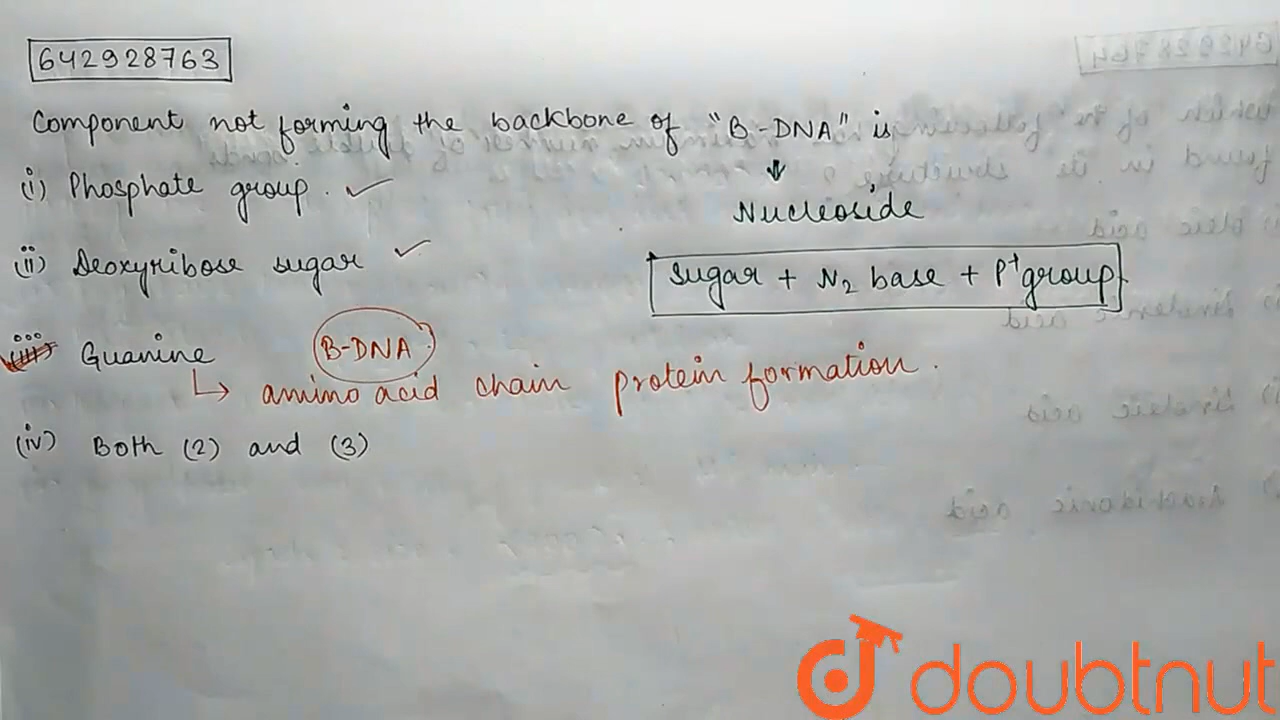 642928763
Component not forming the backbone of "B-DNA" is
(i) Phosphate group.
Nucleoside
(ii) Deoxyribose sugar
Sugar + N2 base + P+ group
(iii) Guanine
B-DNA
amino acid chain protein formation.
(iv) Both (2) and (3)
doubtnut